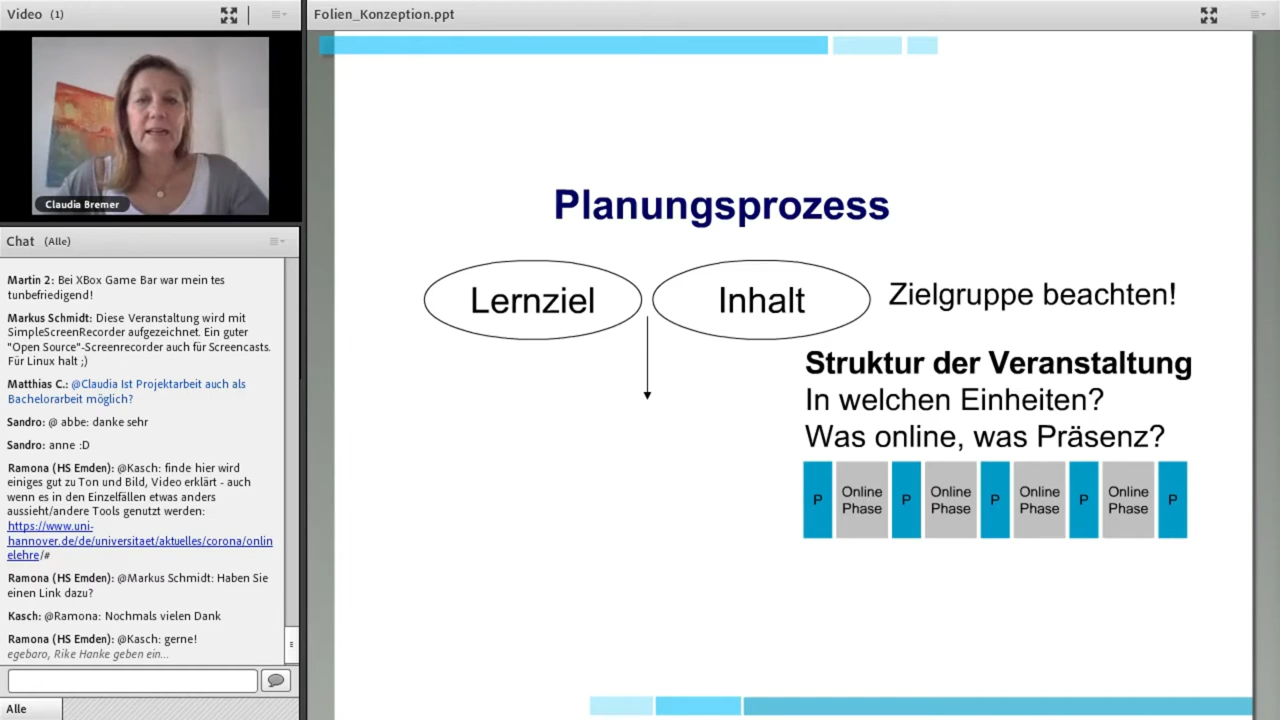 Video (1)
Claudia Bremer
Chat (Alle)
Martin 2: Bei XBox Game Bar war mein tes
tunbefriedigend!
Markus Schmidt: Diese Veranstaltung wird mit
SimpleScreenRecorder aufgezeichnet. Ein guter
"Open Source"-Screenrecorder auch für Screencasts.
Für Linux halt ;)
Matthias C.: @Claudia Ist Projektarbeit auch als
Bachelorarbeit möglich?
Sandro: @ abbe: danke sehr
Sandro: anne :D
Ramona (HS Emden): @Kasch: finde hier wird
einiges gut zu Ton und Bild, Video erklärt - auch
wenn es in den Einzelfällen etwas anders
aussieht/andere Tools genutzt werden:
https://www.uni-
hannover.de/de/universitaet/aktuelles/corona/onlin
elehre/#
Ramona (HS Emden): @Markus Schmidt: Haben Sie
einen Link dazu?
Kasch: @Ramona: Nochmals vielen Dank
Ramona (HS Emden): @Kasch: gerne!
egebaro, Rike Hanke geben ein...
Alle
Folien_Konzeption.ppt
Planungsprozess
Lernziel
Inhalt
Zielgruppe beachten!
Struktur der Veranstaltung
In welchen Einheiten?
Was online, was Präsenz?
P Online Phase P Online Phase P Online Phase P Online Phase P